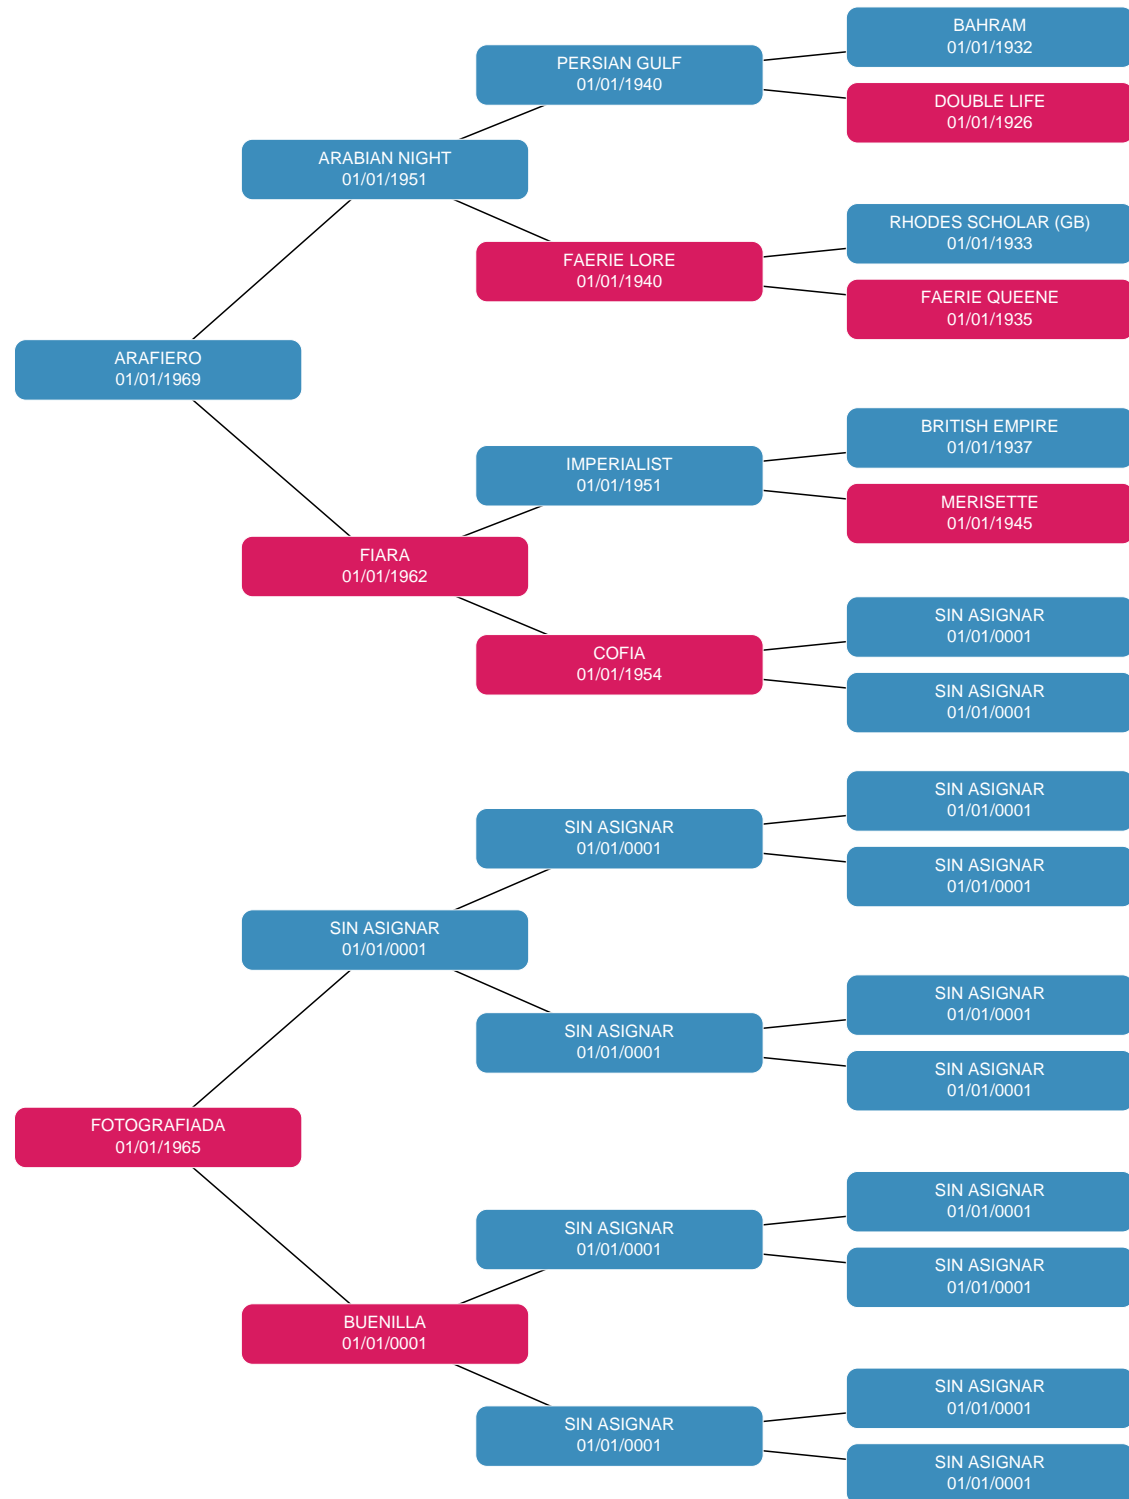 BAHRAM
01/01/1932
PERSIAN GULF
01/01/1940
DOUBLE LIFE
01/01/1926
ARABIAN NIGHT
01/01/1951
RHODES SCHOLAR (GB)
01/01/1933
FAERIE LORE
01/01/1940
FAERIE QUEENE
01/01/1935
ARAFIERO
01/01/1969
BRITISH EMPIRE
01/01/1937
IMPERIALIST
01/01/1951
MERISETTE
01/01/1945
FIARA
01/01/1962
SIN ASIGNAR
01/01/0001
COFIA
01/01/1954
SIN ASIGNAR
01/01/0001
SIN ASIGNAR
01/01/0001
SIN ASIGNAR
01/01/0001
SIN ASIGNAR
01/01/0001
SIN ASIGNAR
01/01/0001
SIN ASIGNAR
01/01/0001
SIN ASIGNAR
01/01/0001
SIN ASIGNAR
01/01/0001
FOTOGRAFIADA
01/01/1965
SIN ASIGNAR
01/01/0001
SIN ASIGNAR
01/01/0001
SIN ASIGNAR
01/01/0001
BUENILLA
01/01/0001
SIN ASIGNAR
01/01/0001
SIN ASIGNAR
01/01/0001
SIN ASIGNAR
01/01/0001